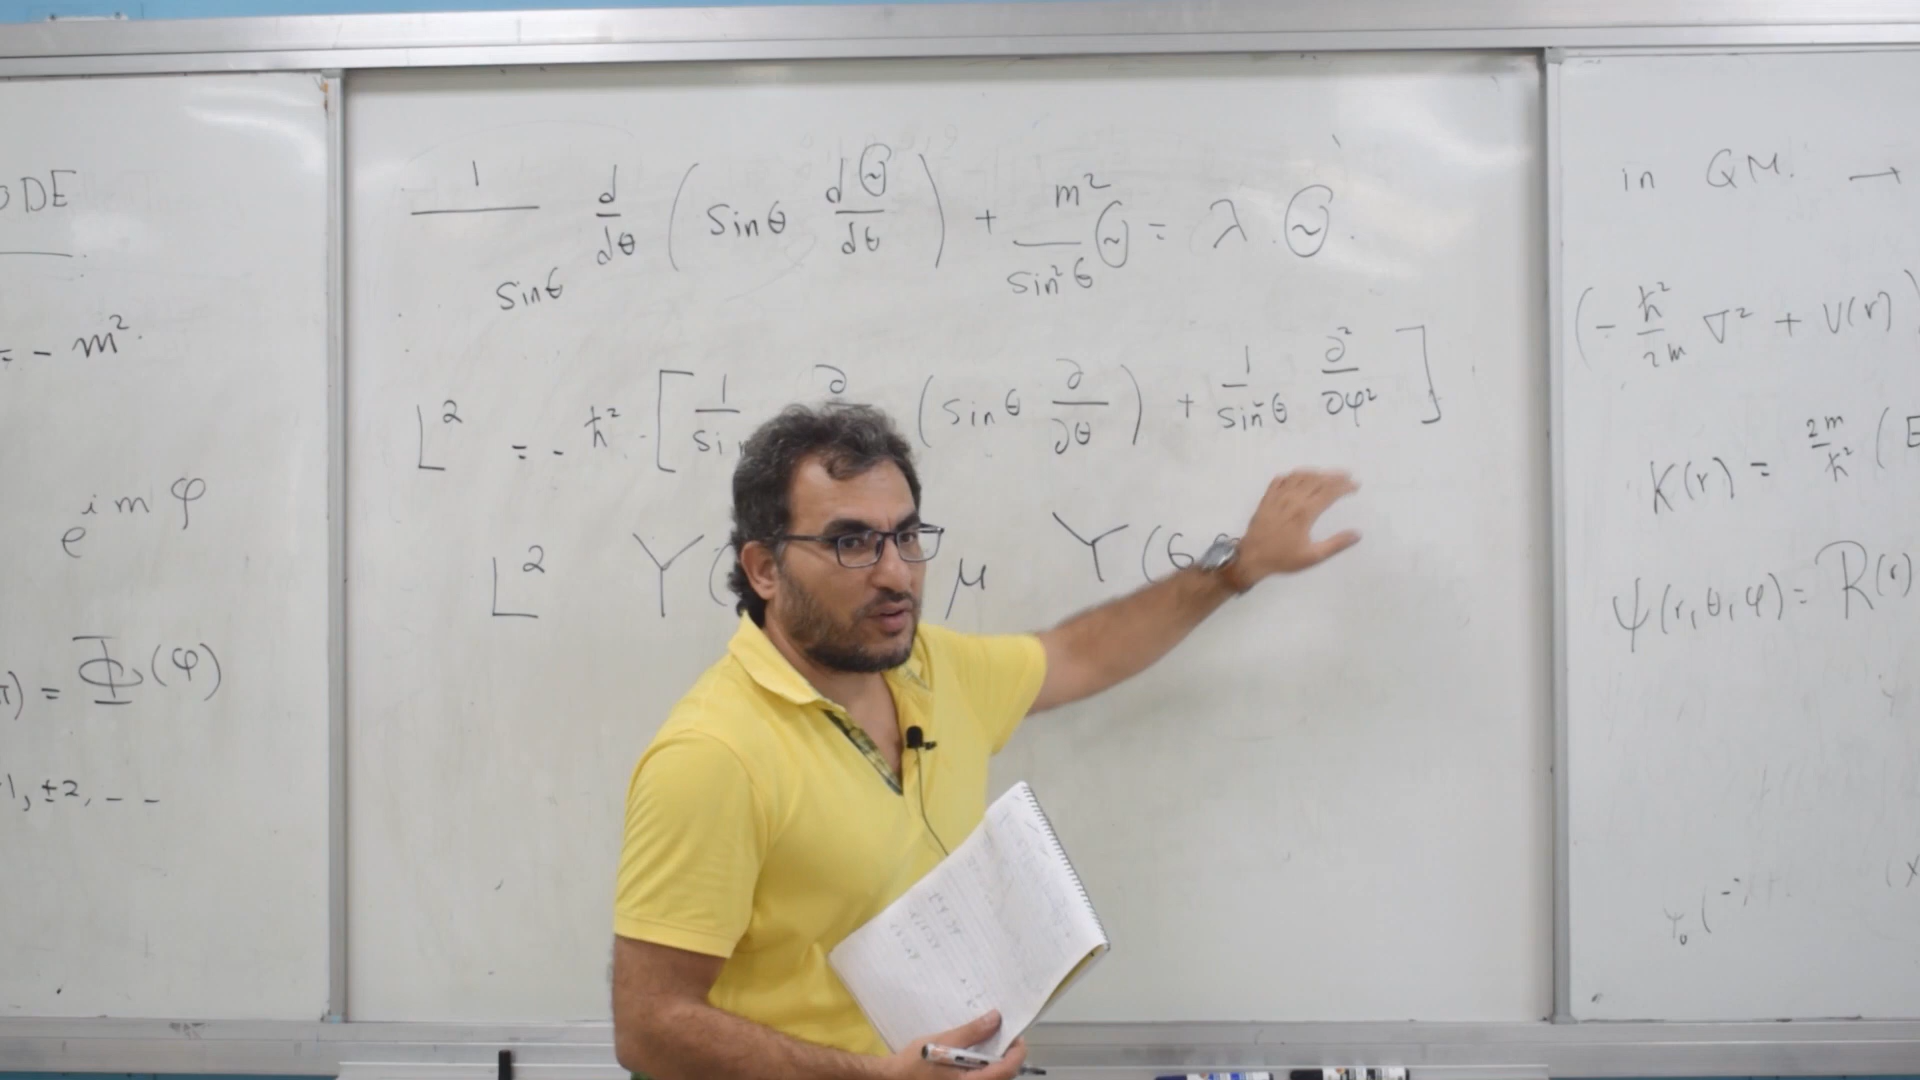 ODE
= - m².
e^{imφ}
) = Φ(φ)
1, ±2, - -
1/sinθ d/dθ (sinθ dΘ/dθ) + m²/sin²θ Θ = λ . Θ .
L² = - ħ² . [ 1/si ∂ (sinθ ∂/∂θ) + 1/sin²θ ∂²/∂φ² ]
L² Y( μ Y(θ
in QM. →
(- ħ²/2m ∇² + V(r)
K(r) = 2m/ħ² ( E
ψ(r,θ,φ) = R(r)